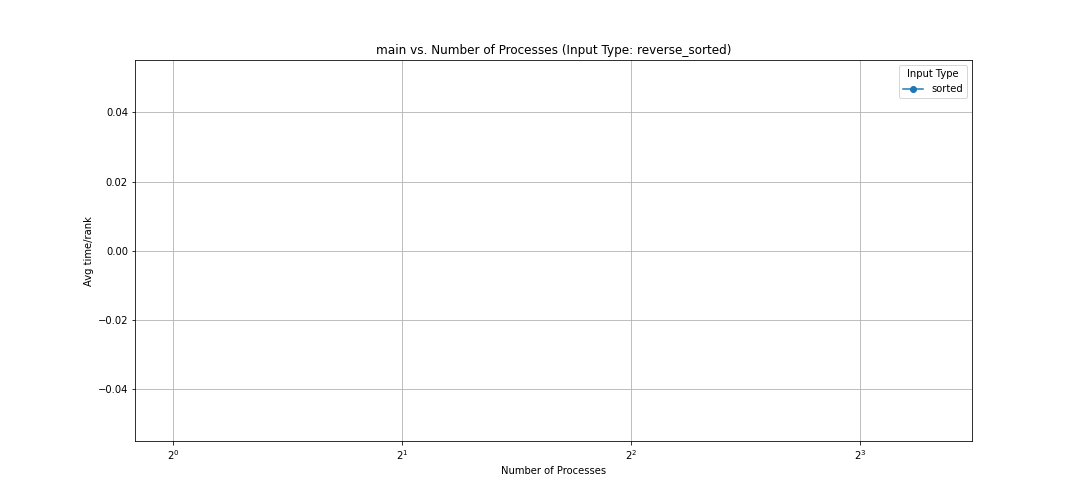 main vs. Number of Processes (Input Type: reverse_sorted)
Input Type
sorted
0.04
0.02
0.00
−0.02
−0.04
Avg time/rank
2⁰
2¹
2²
2³
Number of Processes